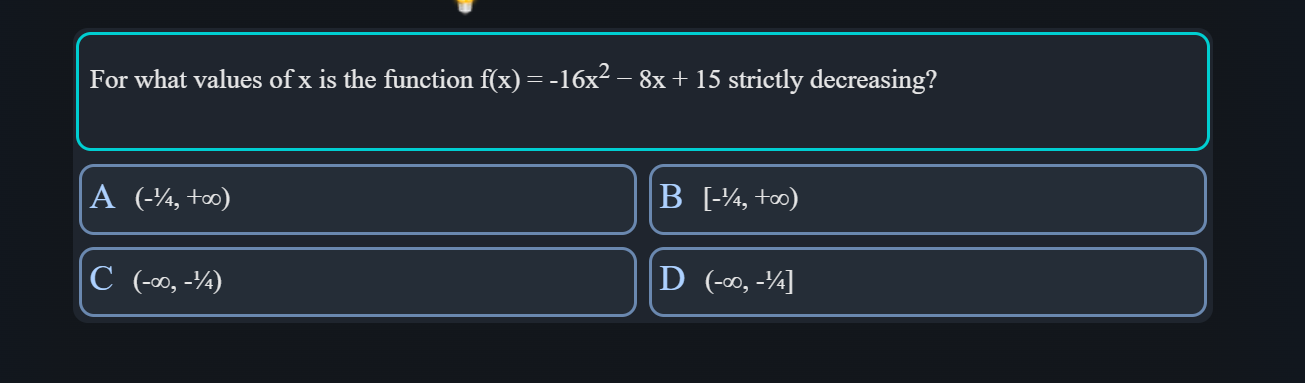 For what values of x is the function f(x) = -16x² – 8x + 15 strictly decreasing?
A (-¼, +∞)
B [-¼, +∞)
C (-∞, -¼)
D (-∞, -¼]